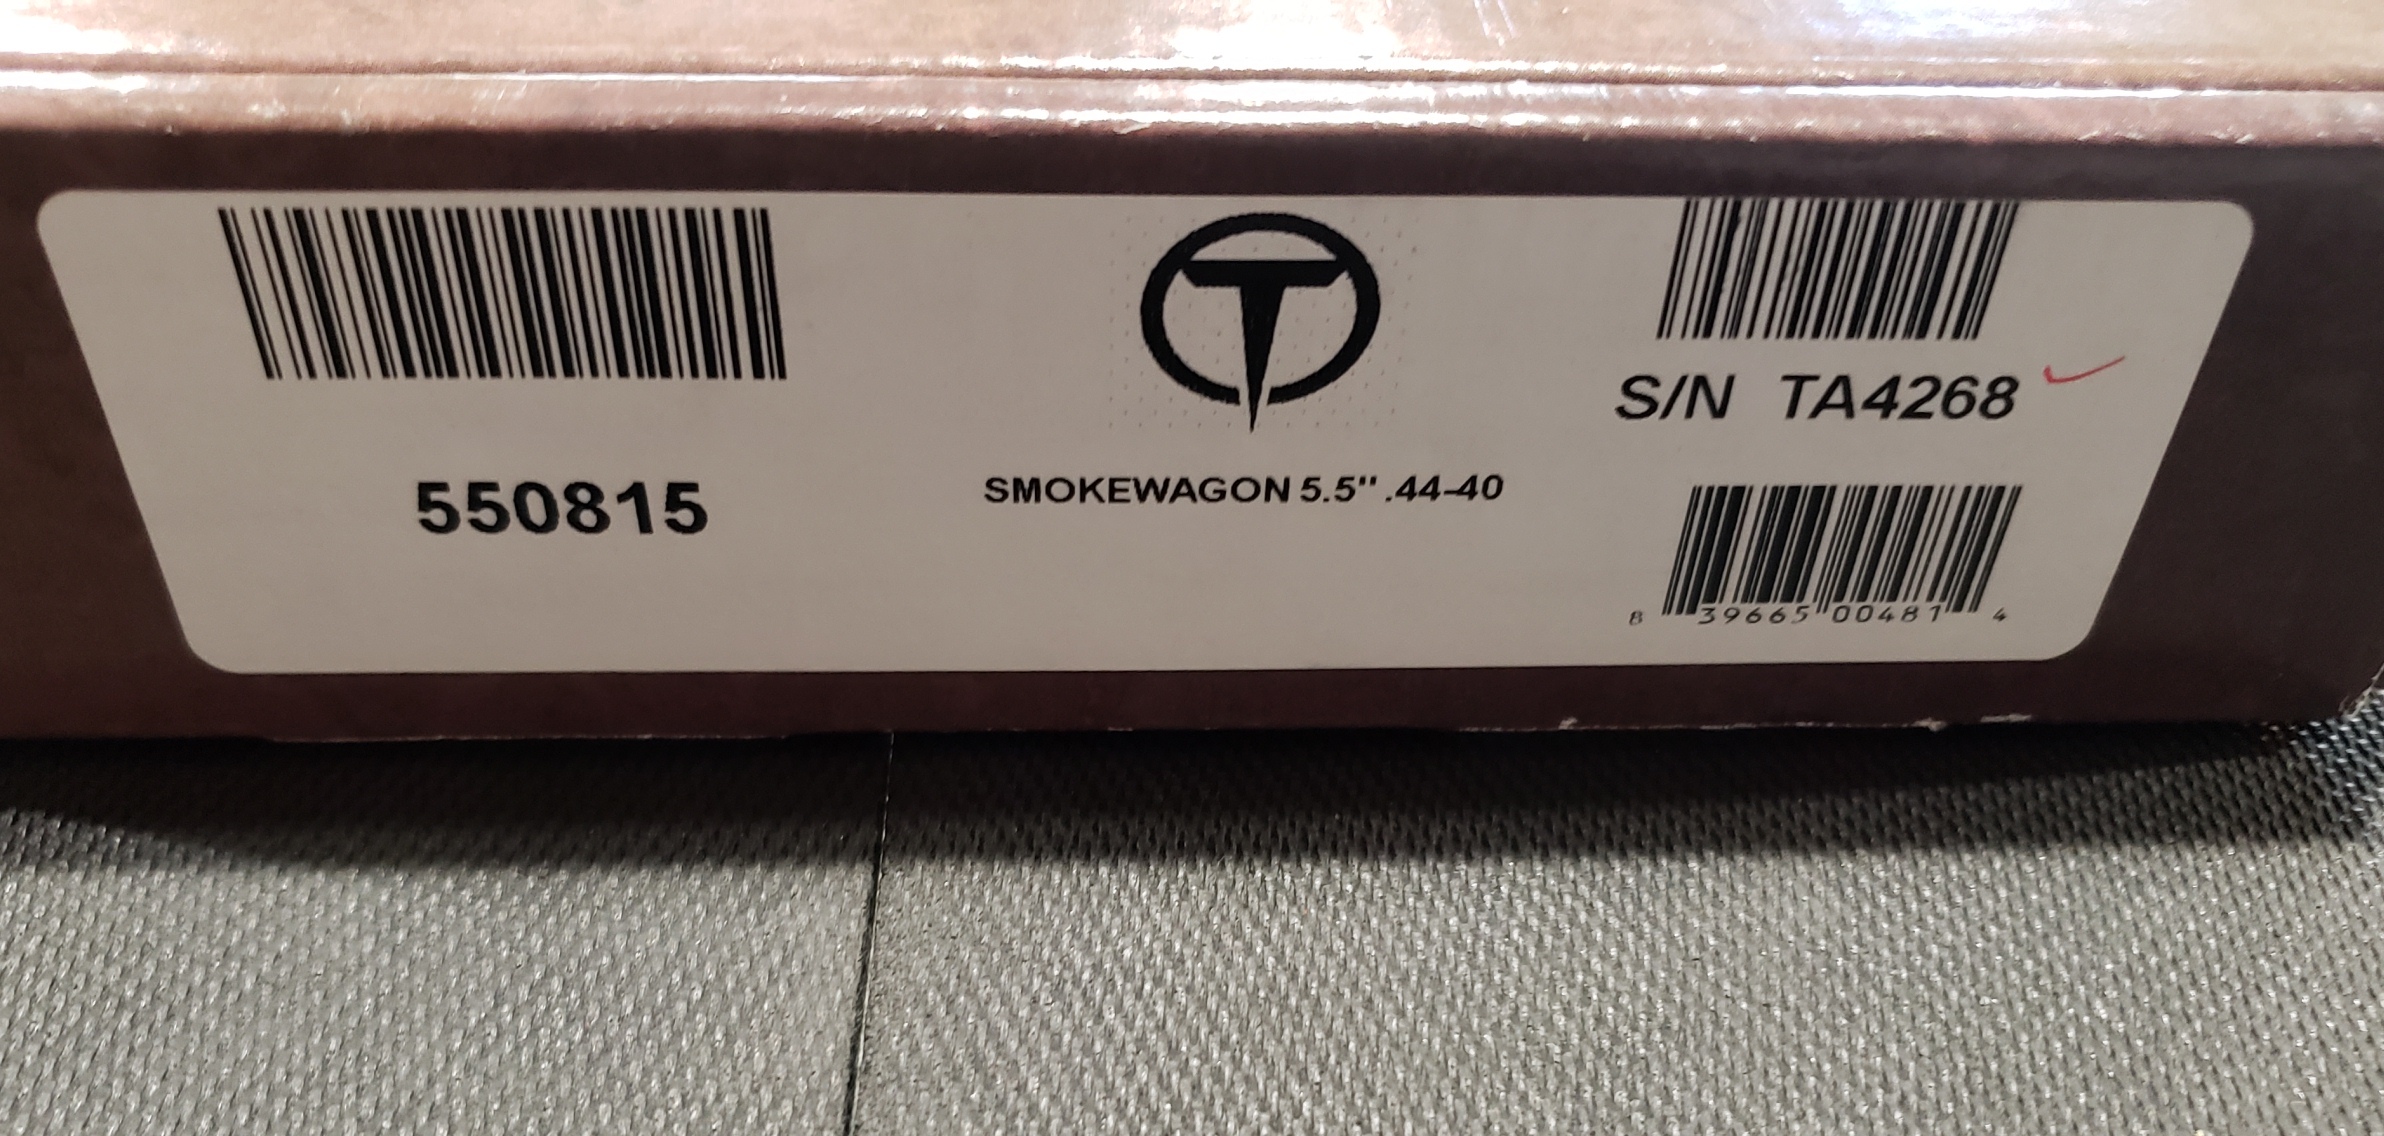 550815
SMOKEWAGON 5.5" .44-40
S/N TA4268
8 39665 00481 4